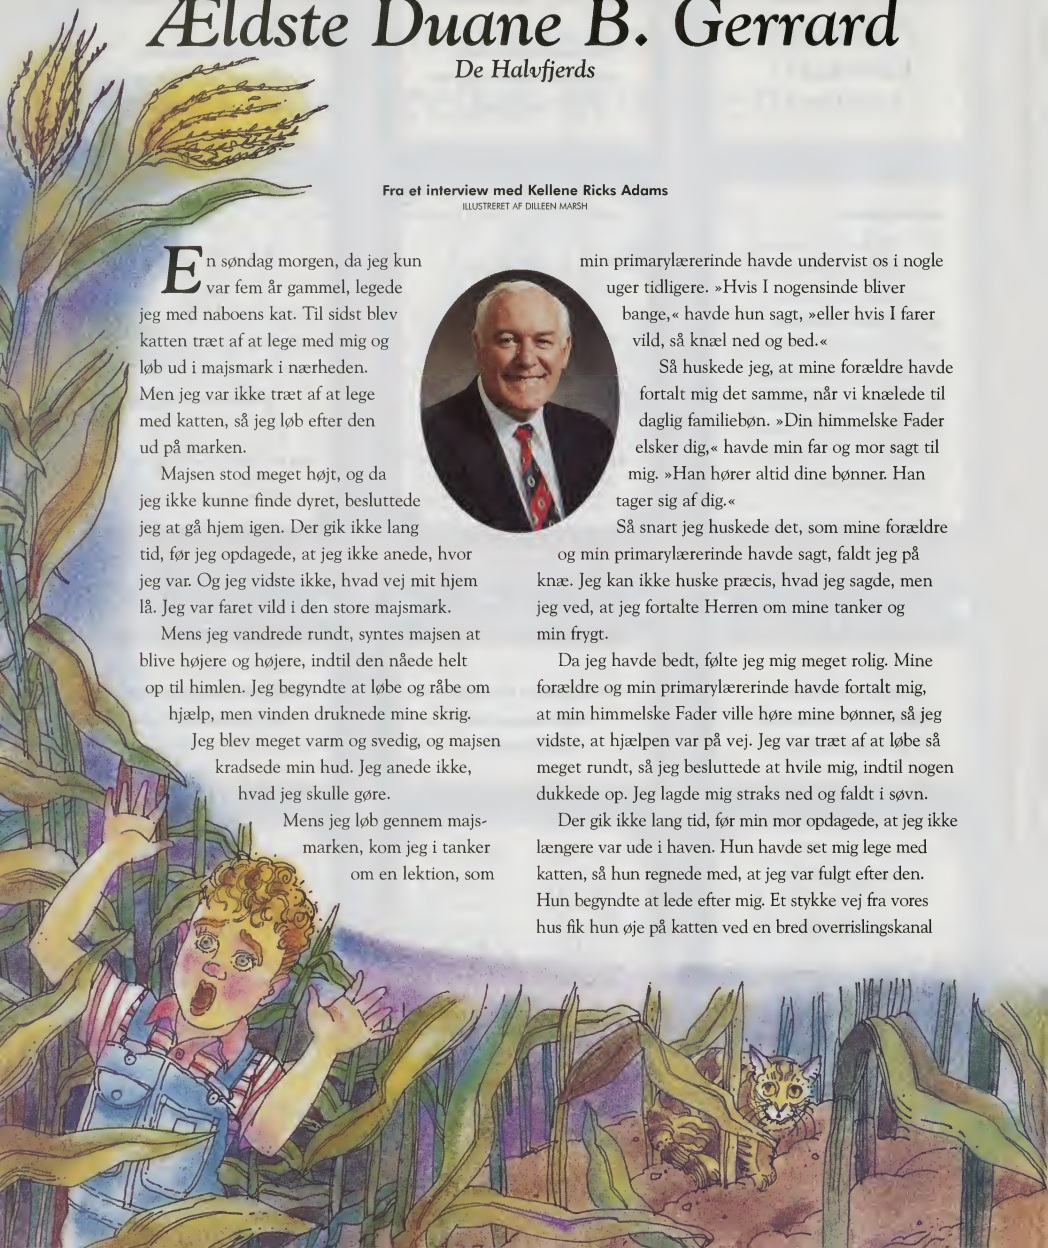 Ældste Duane B. Gerrard
De Halvfjerds
Fra et interview med Kellene Ricks Adams
ILLUSTRERET AF DILLEEN MARSH
En søndag morgen, da jeg kun
var fem år gammel, legede
jeg med naboens kat. Til sidst blev
katten træt af at lege med mig og
løb ud i majsmark i nærheden.
Men jeg var ikke træt af at lege
med katten, så jeg løb efter den
ud på marken.
Majsen stod meget højt, og da
jeg ikke kunne finde dyret, besluttede
jeg at gå hjem igen. Der gik ikke lang
tid, før jeg opdagede, at jeg ikke anede, hvor
jeg var. Og jeg vidste ikke, hvad vej mit hjem
lå. Jeg var faret vild i den store majsmark.
Mens jeg vandrede rundt, syntes majsen at
blive højere og højere, indtil den nåede helt
op til himlen. Jeg begyndte at løbe og råbe om
hjælp, men vinden druknede mine skrig.
Jeg blev meget varm og svedig, og majsen
kradsede min hud. Jeg anede ikke,
hvad jeg skulle gøre.
Mens jeg løb gennem majs-
marken, kom jeg i tanker
om en lektion, som
min primarylærerinde havde undervist os i nogle
uger tidligere. »Hvis I nogensinde bliver
bange,« havde hun sagt, »eller hvis I farer
vild, så knæl ned og bed.«
Så huskede jeg, at mine forældre havde
fortalt mig det samme, når vi knælede til
daglig familiebøn. »Din himmelske Fader
elsker dig,« havde min far og mor sagt til
mig. »Han hører altid dine bønner. Han
tager sig af dig.«
Så snart jeg huskede det, som mine forældre
og min primarylærerinde havde sagt, faldt jeg på
knæ. Jeg kan ikke huske præcis, hvad jeg sagde, men
jeg ved, at jeg fortalte Herren om mine tanker og
min frygt.
Da jeg havde bedt, følte jeg mig meget rolig. Mine
forældre og min primarylærerinde havde fortalt mig,
at min himmelske Fader ville høre mine bønner, så jeg
vidste, at hjælpen var på vej. Jeg var træt af at løbe så
meget rundt, så jeg besluttede at hvile mig, indtil nogen
dukkede op. Jeg lagde mig straks ned og faldt i søvn.
Der gik ikke lang tid, før min mor opdagede, at jeg ikke
længere var ude i haven. Hun havde set mig lege med
katten, så hun regnede med, at jeg var fulgt efter den.
Hun begyndte at lede efter mig. Et stykke vej fra vores
hus fik hun øje på katten ved en bred overrislingskanal